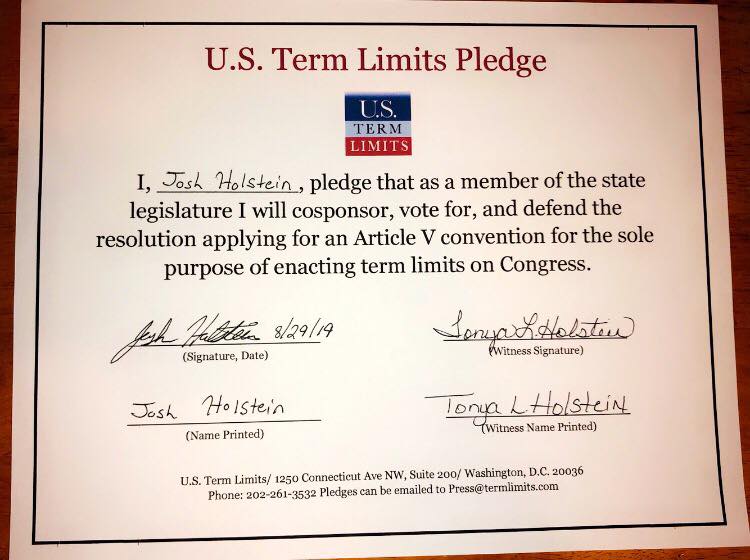 U.S. Term Limits Pledge
U.S.
TERM
LIMITS
I, Josh Holstein, pledge that as a member of the state
legislature I will cosponsor, vote for, and defend the
resolution applying for an Article V convention for the sole
purpose of enacting term limits on Congress.
Josh Holstein 8/29/19
(Signature, Date)
Tonya L. Holstein
(Witness Signature)
Josh Holstein
(Name Printed)
Tonya L Holstein
(Witness Name Printed)
U.S. Term Limits/ 1250 Connecticut Ave NW, Suite 200/ Washington, D.C. 20036
Phone: 202-261-3532 Pledges can be emailed to Press@termlimits.com